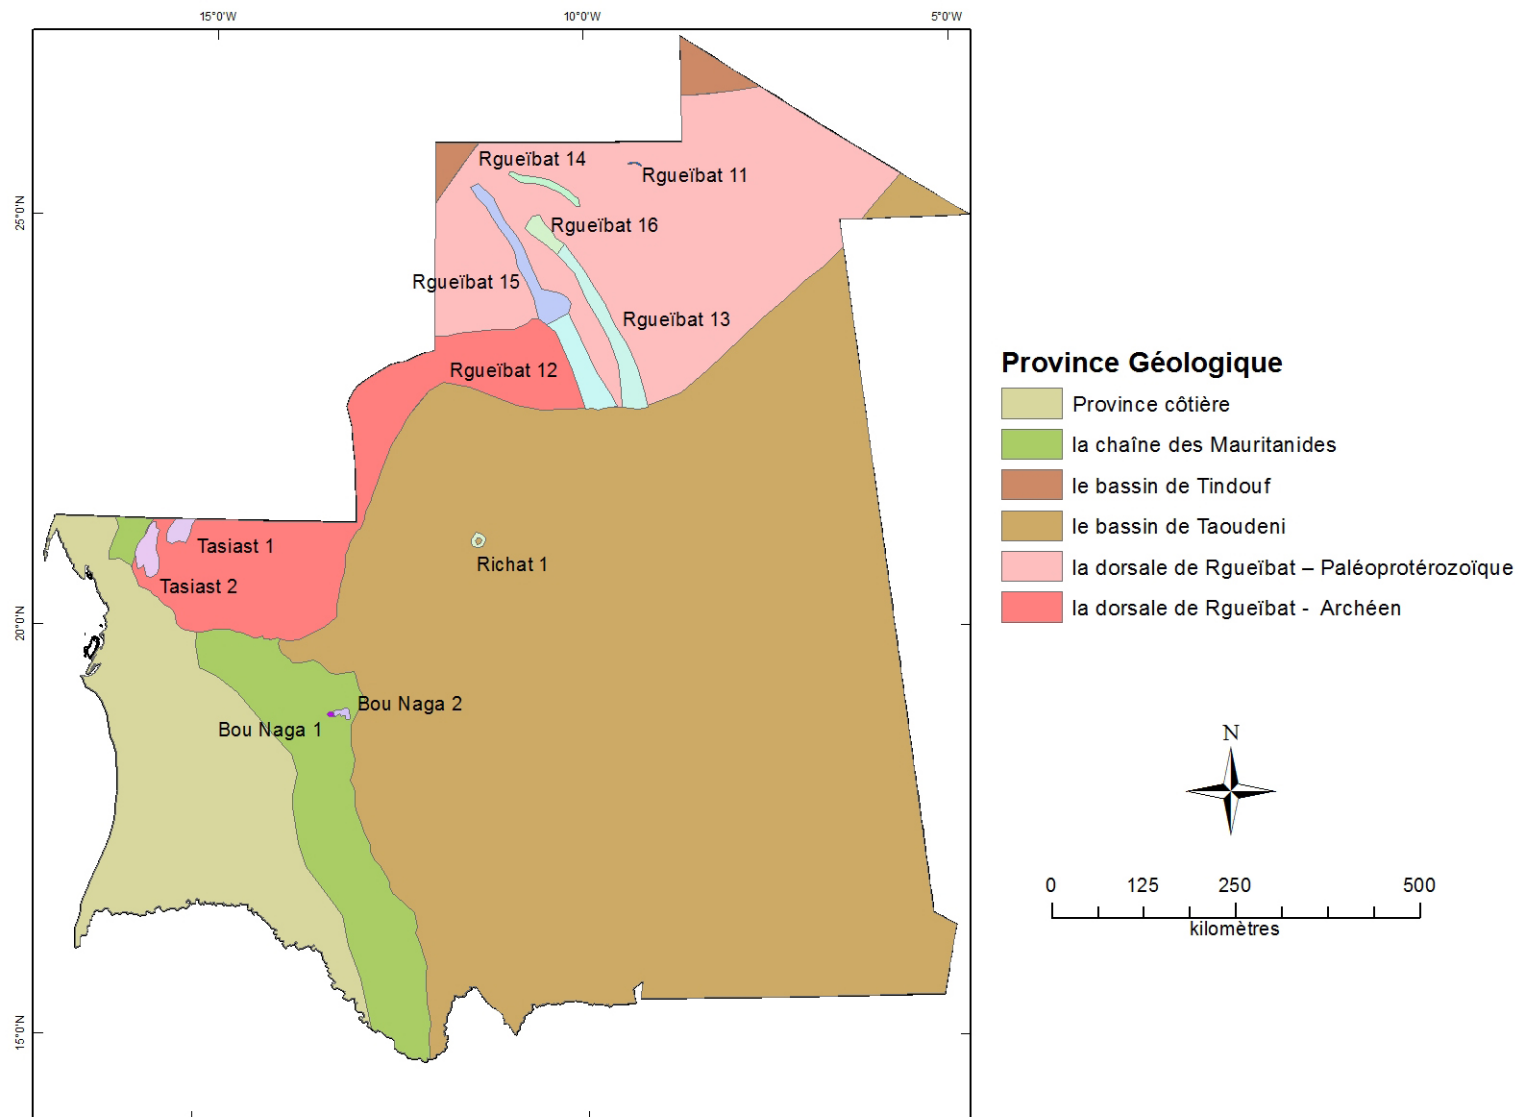 15°0'W
10°0'W
5°0'W
25°0'N
20°0'N
15°0'N
Rgueïbat 14
Rgueïbat 11
Rgueïbat 16
Rgueïbat 15
Rgueïbat 13
Rgueïbat 12
Tasiast 1
Tasiast 2
Richat 1
Bou Naga 2
Bou Naga 1
Province Géologique
Province côtière
la chaîne des Mauritanides
le bassin de Tindouf
le bassin de Taoudeni
la dorsale de Rgueïbat – Paléoprotérozoïque
la dorsale de Rgueïbat - Archéen
N
0 125 250 500
kilomètres